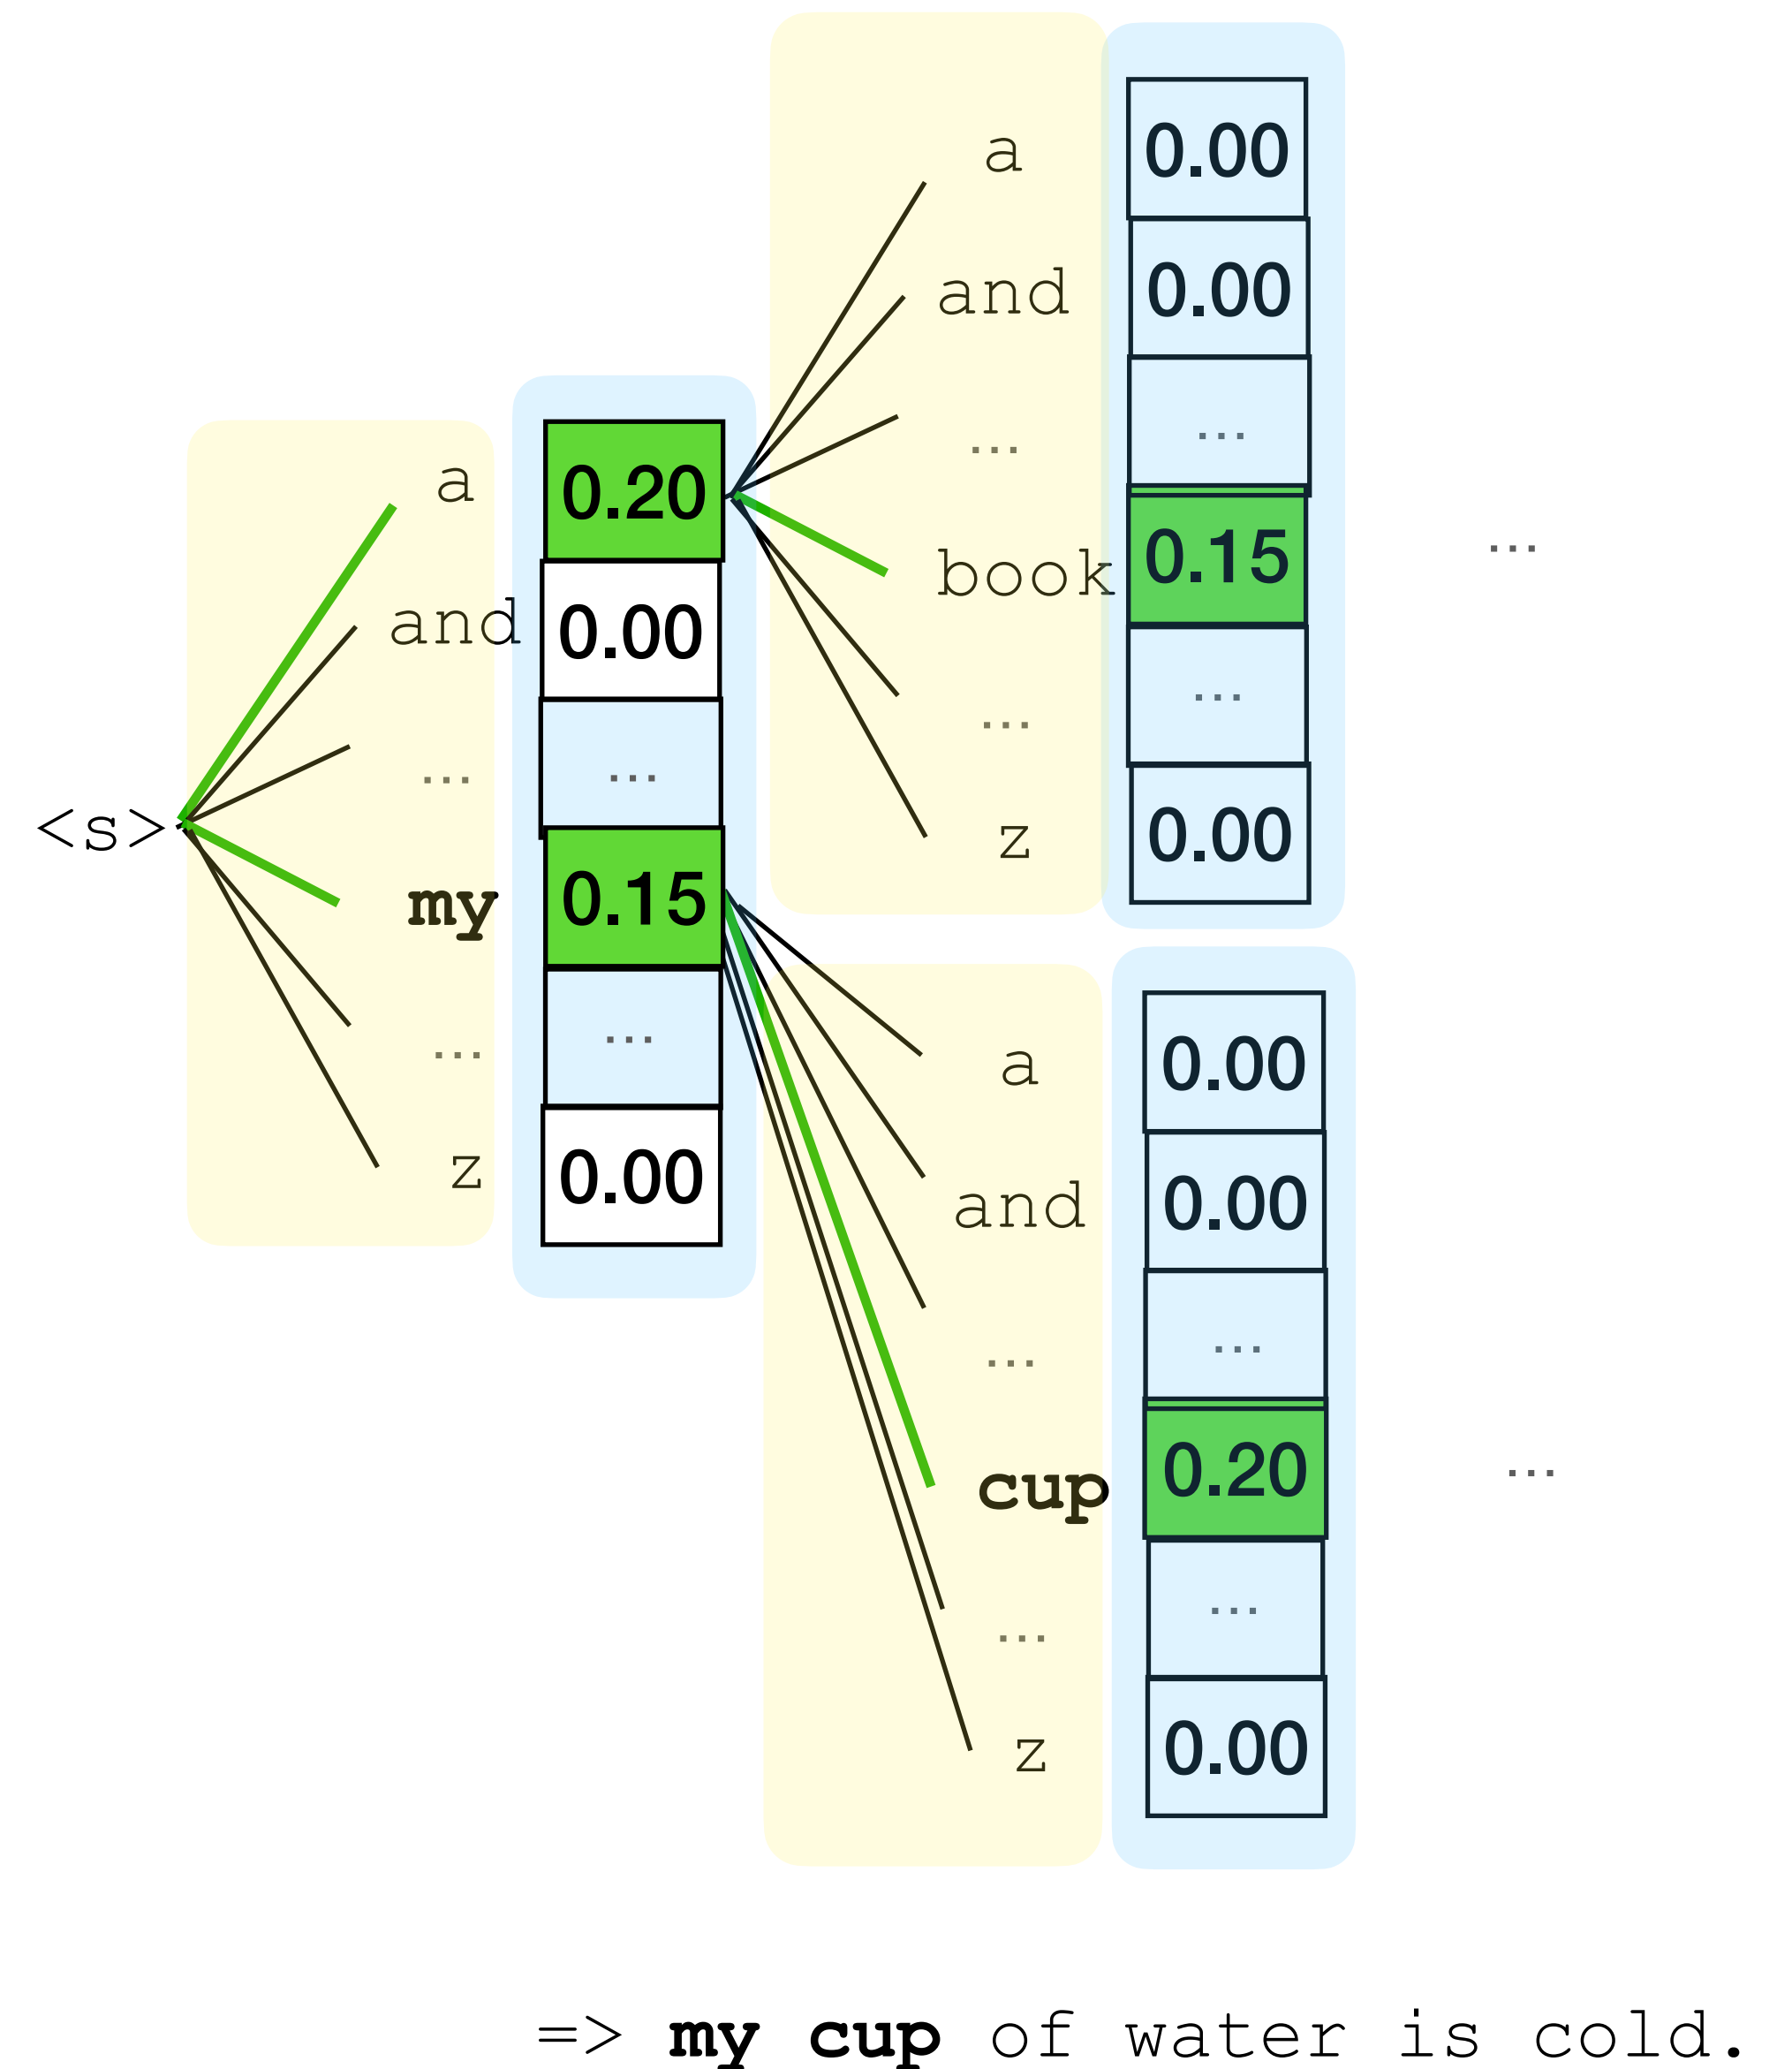 <s>
a 0.20
and 0.00
... ...
my 0.15
... ...
z 0.00
a 0.00
and 0.00
... ...
book 0.15
... ...
z 0.00
...
a 0.00
and 0.00
... ...
cup 0.20
... ...
z 0.00
...
=> my cup of water is cold.